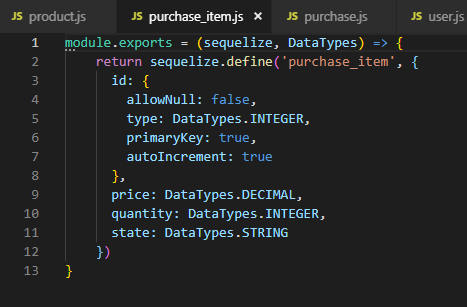 JS product.js JS purchase_item.js × JS purchase.js JS user.js
1 module.exports = (sequelize, DataTypes) => {
2 return sequelize.define('purchase_item', {
3 id: {
4 allowNull: false,
5 type: DataTypes.INTEGER,
6 primaryKey: true,
7 autoIncrement: true
8 },
9 price: DataTypes.DECIMAL,
10 quantity: DataTypes.INTEGER,
11 state: DataTypes.STRING
12 })
13 }